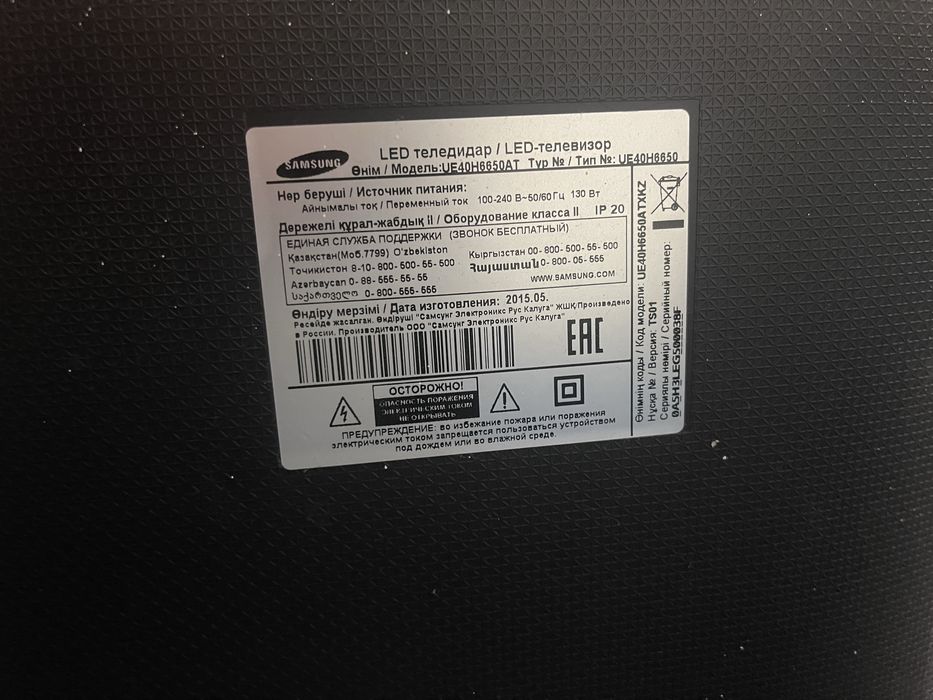 SAMSUNG
LED теледидар / LED-телевизор
Өнім / Модель:UE40H6650AT Түр № / Тип №: UE40H6650
Нәр беруші / Источник питания:
Айнымалы ток / Переменный ток 100-240 В~50/60Гц 130 Вт
Дәрежелі құрал-жабдық II / Оборудование класса II IP 20
ЕДИНАЯ СЛУЖБА ПОДДЕРЖКИ (ЗВОНОК БЕСПЛАТНЫЙ)
Қазақстан(Моб.7799) O'zbekiston
Точикистон 8-10-800-500-55-500
Azərbaycan 0-88-555-55-55
საქართველო 0-800-555-555
Кыргызстан 00-800-500-55-500
Հայաստան 0-800-05-555
WWW.SAMSUNG.COM
Өндіру мерзімі / Дата изготовления: 2015.05.
Ресейде жасалған. Өндіруші "Самсунг Электроникс Рус Калуга" ЖШҚ/Произведено
в России. Производитель ООО "Самсунг Электроникс Рус Калуга"
EAC
ОСТОРОЖНО!
ОПАСНОСТЬ ПОРАЖЕНИЯ
ЭЛЕКТРИЧЕСКИМ ТОКОМ
НЕ ОТКРЫВАТЬ
ПРЕДУПРЕЖДЕНИЕ: во избежание пожара или поражения
электрическим током запрещается пользоваться устройством
под дождем или во влажной среде.
Өнімнің коды / Код модели: UE40H6650ATXKZ
Нұсқа № / Версия: TS01
Сериялы нөмірі / Серийный номер: